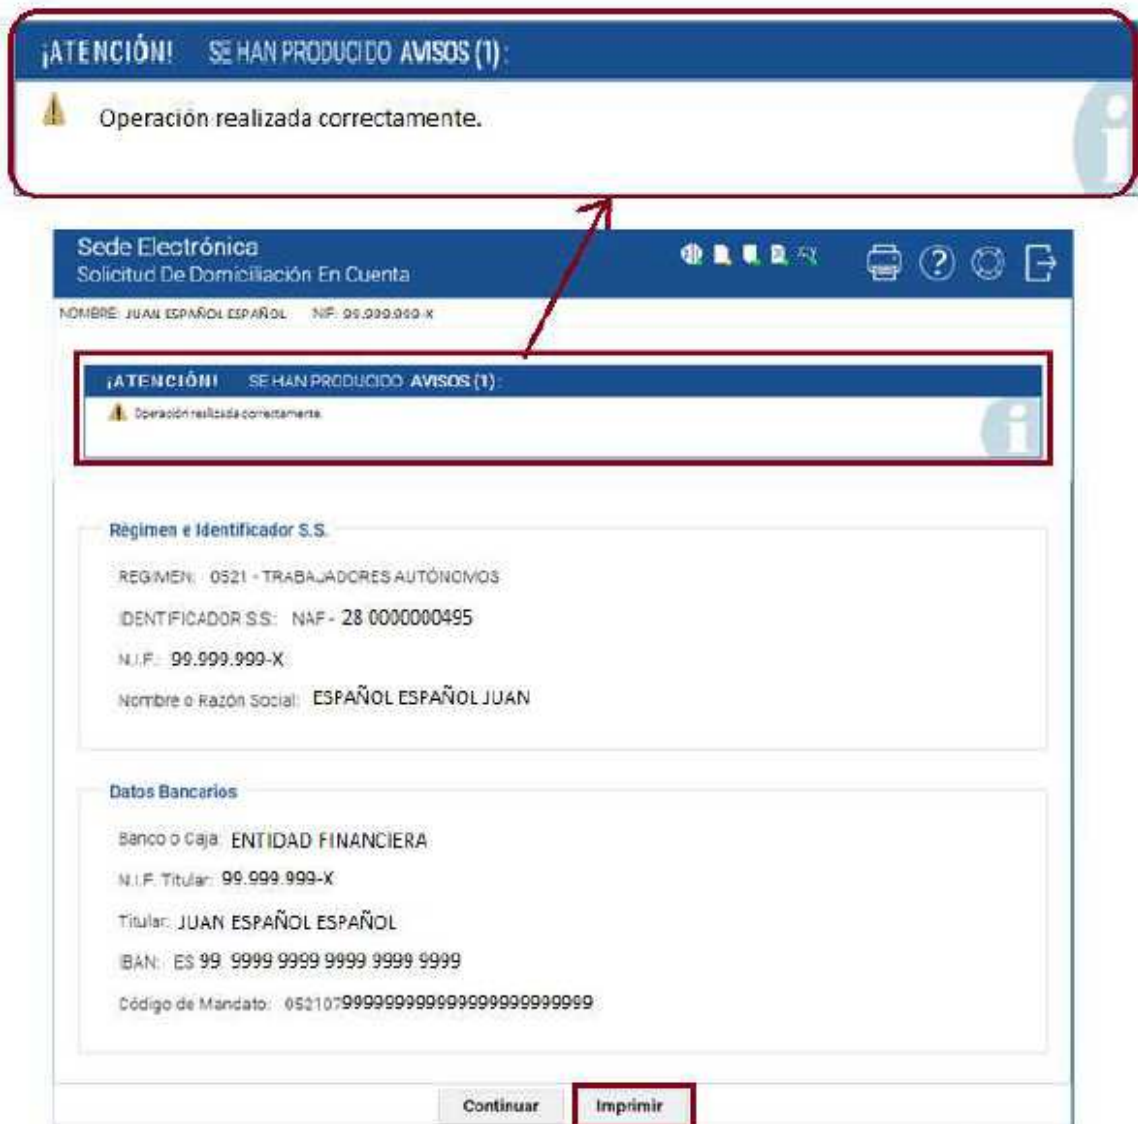 ¡ATENCIÓN! SE HAN PRODUCIDO AVISOS (1):
Operación realizada correctamente.
Sede Electrónica
Solicitud De Domiciliación En Cuenta
NOMBRE: JUAN ESPAÑOL ESPAÑOL NIF: 99.999.999-X
¡ATENCIÓN! SE HAN PRODUCIDO AVISOS (1):
Operación realizada correctamente.
Régimen e Identificador S.S.
REGIMEN: 0521 - TRABAJADORES AUTÓNOMOS
IDENTIFICADOR S.S: NAF - 28 0000000495
N.I.F.: 99.999.999-X
Nombre o Razón Social: ESPAÑOL ESPAÑOL JUAN
Datos Bancarios
Banco o Caja: ENTIDAD FINANCIERA
N.I.F. Titular: 99.999.999-X
Titular: JUAN ESPAÑOL ESPAÑOL
IBAN: ES 99 9999 9999 9999 9999 9999
Código de Mandato:
Continuar Imprimir